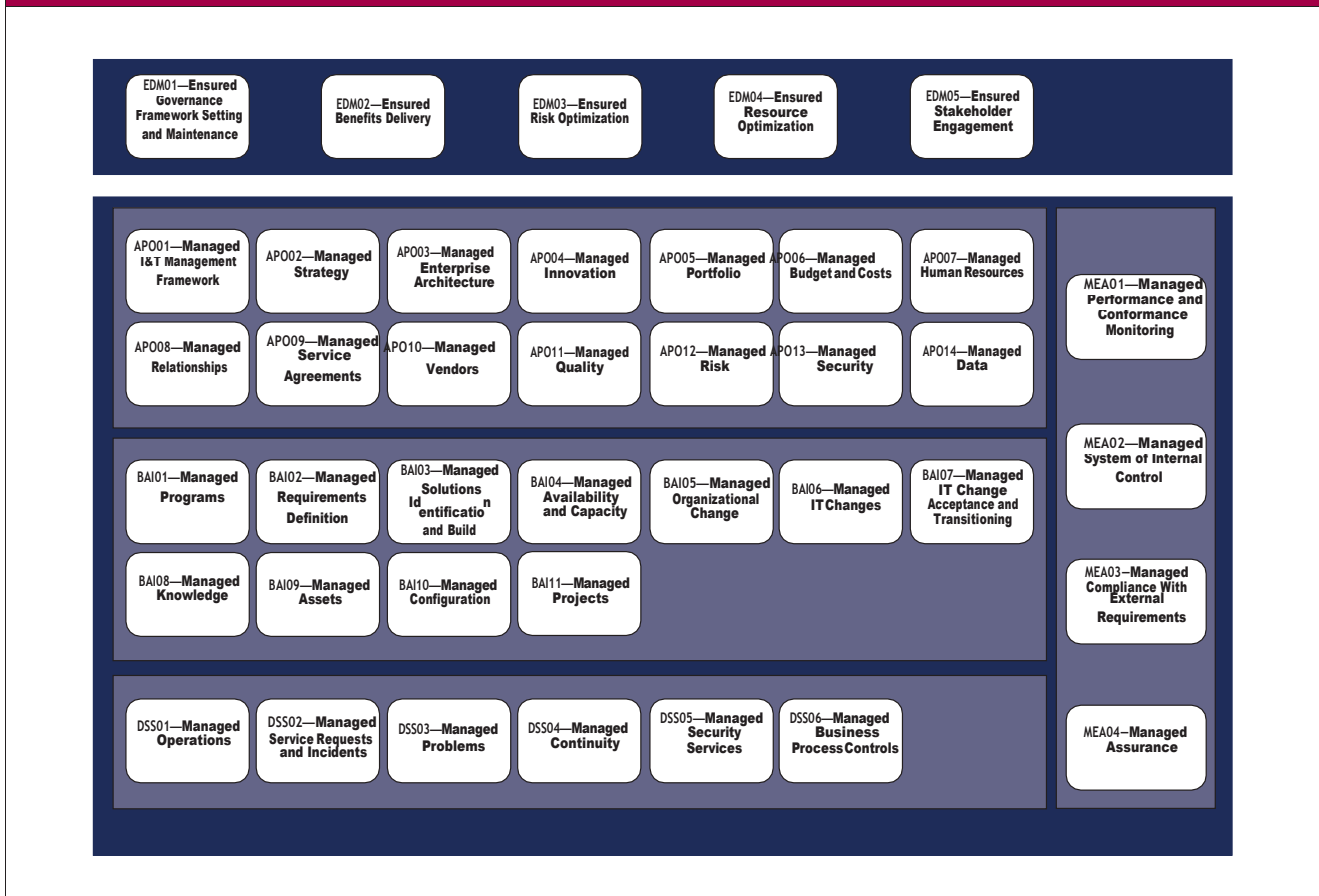 EDM01—Ensured
Governance
Framework Setting
and Maintenance
EDM02—Ensured
Benefits Delivery
EDM03—Ensured
Risk Optimization
EDM04—Ensured
Resource
Optimization
EDM05—Ensured
Stakeholder
Engagement
APO01—Managed
I&T Management
Framework
APO02—Managed
Strategy
APO03—Managed
Enterprise
Architecture
APO04—Managed
Innovation
APO05—Managed
Portfolio
APO06—Managed
Budget and Costs
APO07—Managed
Human Resources
APO08—Managed
Relationships
APO09—Managed
Service
Agreements
APO10—Managed
Vendors
APO11—Managed
Quality
APO12—Managed
Risk
APO13—Managed
Security
APO14—Managed
Data
BAI01—Managed
Programs
BAI02—Managed
Requirements
Definition
BAI03—Managed
Solutions
Identification
and Build
BAI04—Managed
Availability
and Capacity
BAI05—Managed
Organizational
Change
BAI06—Managed
IT Changes
BAI07—Managed
IT Change
Acceptance and
Transitioning
BAI08—Managed
Knowledge
BAI09—Managed
Assets
BAI10—Managed
Configuration
BAI11—Managed
Projects
DSS01—Managed
Operations
DSS02—Managed
Service Requests
and Incidents
DSS03—Managed
Problems
DSS04—Managed
Continuity
DSS05—Managed
Security
Services
DSS06—Managed
Business
Process Controls
MEA01—Managed
Performance and
Conformance
Monitoring
MEA02—Managed
System of Internal
Control
MEA03—Managed
Compliance With
External
Requirements
MEA04—Managed
Assurance